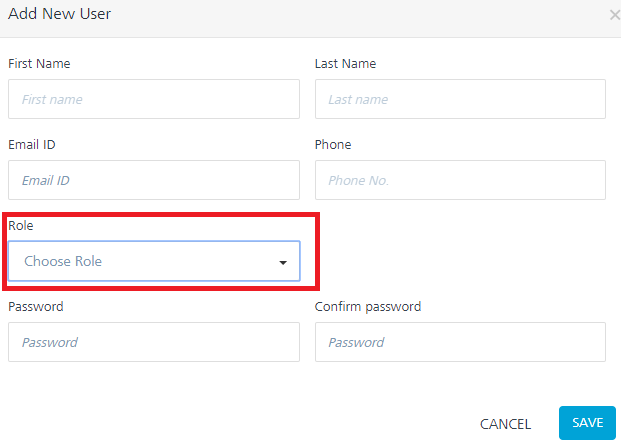 Add New User
First Name
Last Name
First name
Last name
Email ID
Phone
Email ID
Phone No.
Role
Choose Role
Password
Confirm password
Password
Password
CANCEL
SAVE